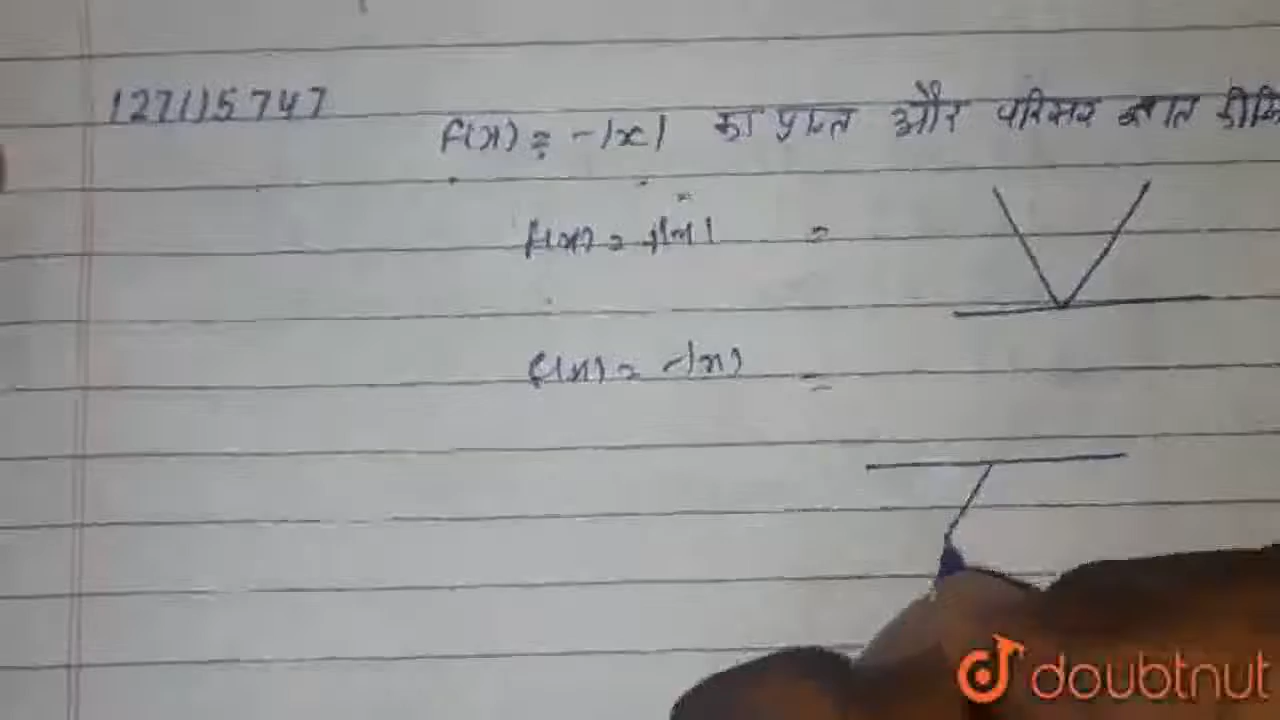 127115747
f(x) = -|x| का प्रान्त और परिसर ज्ञात कीजि
f(x) = +|x| =
f(x) = -|x| =
doubtnut